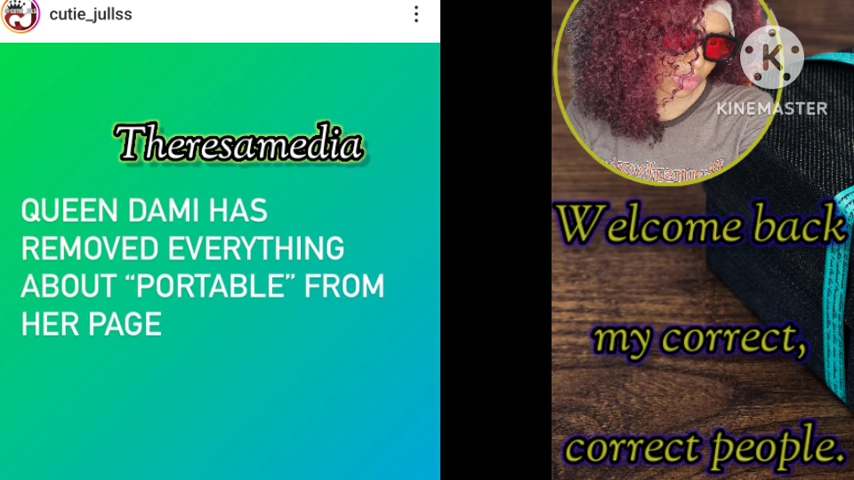 cutie_jullss
Theresamedia
QUEEN DAMI HAS
REMOVED EVERYTHING
ABOUT “PORTABLE” FROM
HER PAGE
KINEMASTER
Welcome back
my correct,
correct people.